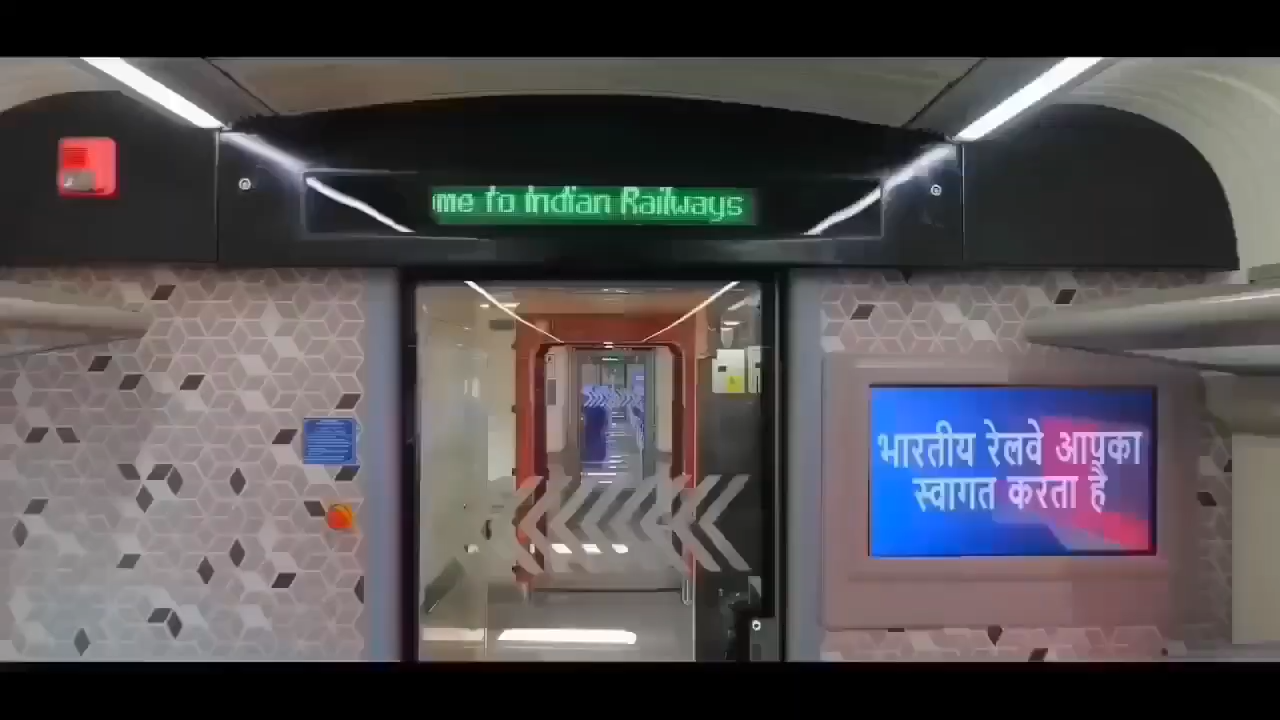 me to Indian Railways
भारतीय रेलवे आपका
स्वागत करता है